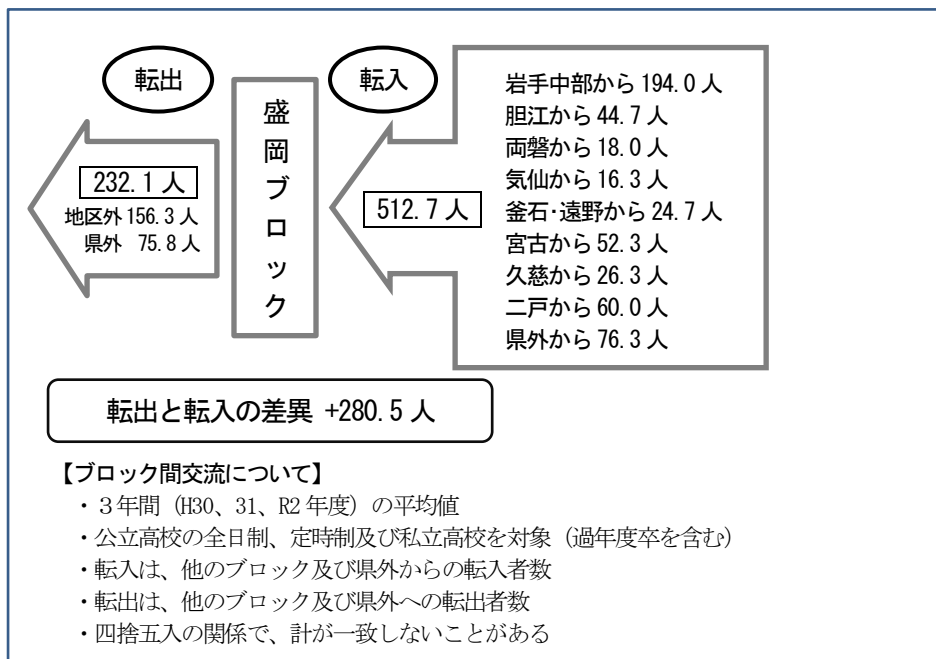 転出
232.1人
地区外 156.3人
県外 75.8人
盛岡ブロック
転入
512.7人
岩手中部から 194.0人
胆江から 44.7人
両磐から 18.0人
気仙から 16.3人
釜石・遠野から 24.7人
宮古から 52.3人
久慈から 26.3人
二戸から 60.0人
県外から 76.3人
転出と転入の差異 +280.5人
【ブロック間交流について】
・３年間（H30、31、R2年度）の平均値
・公立高校の全日制、定時制及び私立高校を対象（過年度卒を含む）
・転入は、他のブロック及び県外からの転入者数
・転出は、他のブロック及び県外への転出者数
・四捨五入の関係で、計が一致しないことがある